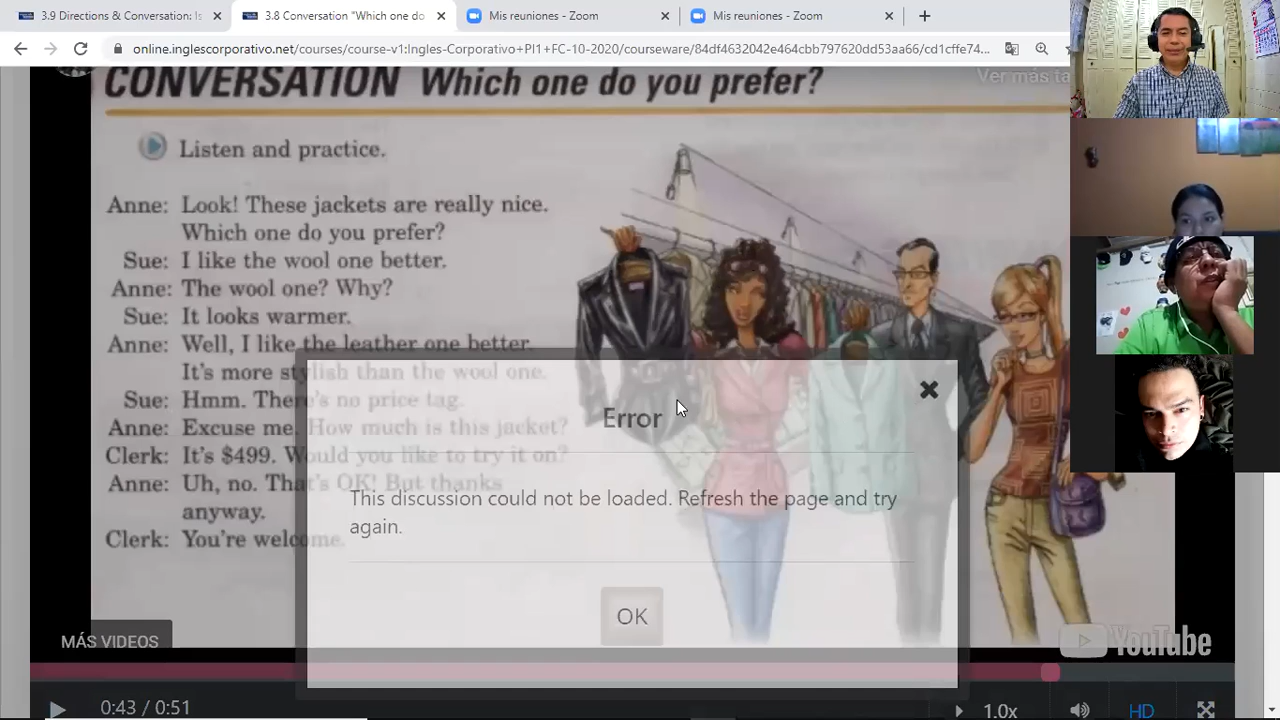 3.9 Directions & Conversation: Is
3.8 Conversation "Which one do
Mis reuniones - Zoom
Mis reuniones - Zoom
online.inglescorporativo.net/courses/course-v1:Ingles-Corporativo+PI1+FC-10-2020/courseware/
CONVERSATION Which one do you prefer?
Ver más ta
Listen and practice.
Anne: Look! These jackets are really nice.
Which one do you prefer?
Sue: I like the wool one better.
Anne: The wool one? Why?
Sue: It looks warmer.
Anne: Well, I like the leather one better.
It's more stylish than the wool one.
Sue: Hmm. There's no price tag.
Anne: Excuse me. How much is this jacket?
Clerk: It's $499. Would you like to try it on?
Anne: Uh, no. That's OK! But thanks
anyway.
Clerk: You're welcome.
Error
This discussion could not be loaded. Refresh the page and try
again.
OK
MÁS VIDEOS
YouTube
0:43 / 0:51
1.0x
HD